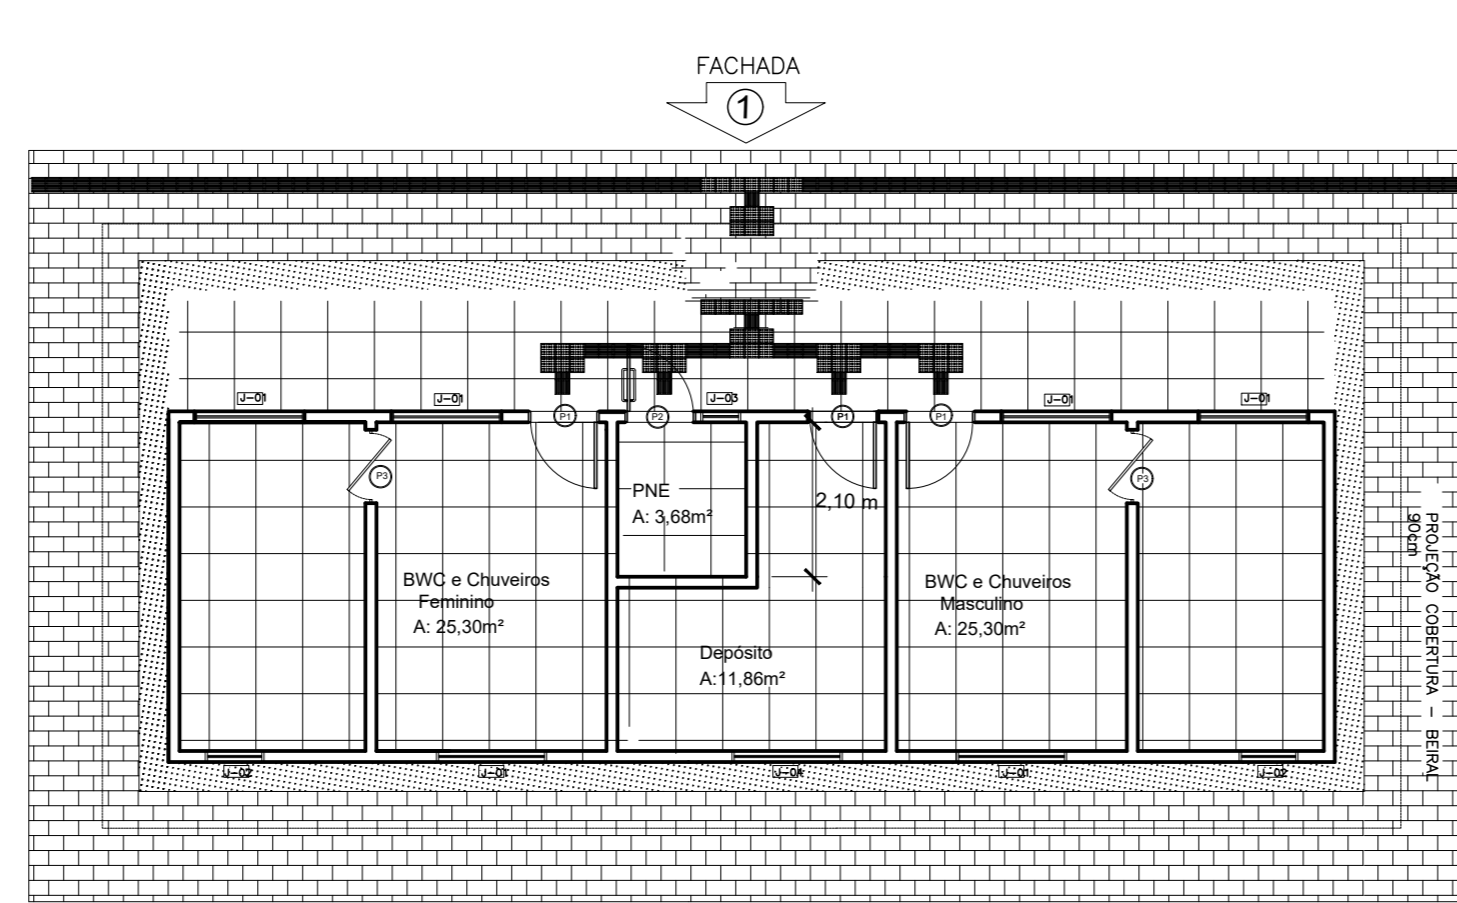 FACHADA
1
J-01
J-01
J-03
J-01
J-01
P1
P2
P1
P1
P3
P3
PNE
A: 3,68m²
2,10 m
BWC e Chuveiros
Feminino
A: 25,30m²
BWC e Chuveiros
Masculino
A: 25,30m²
Depósito
A:11,86m²
J-02
J-01
J-04
J-01
J-02
PROJEÇÃO COBERTURA - BEIRAL
90cm